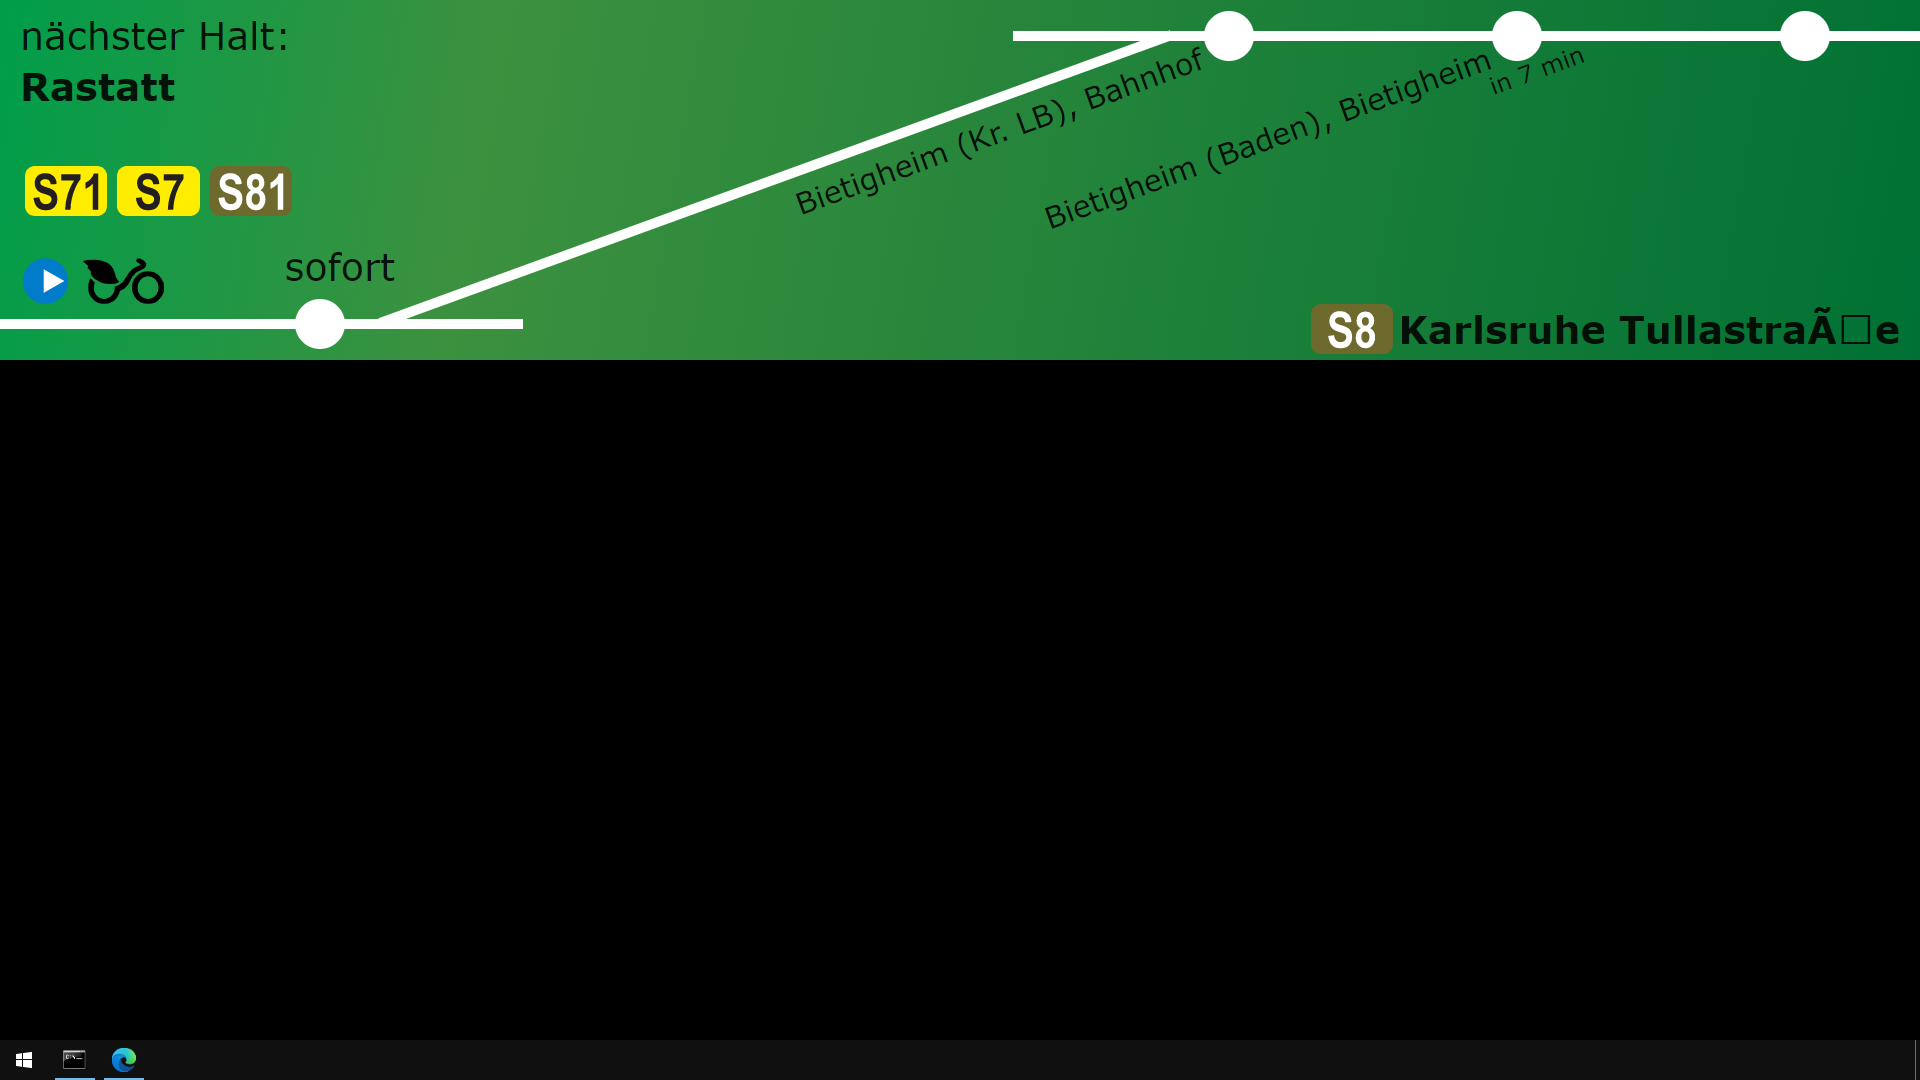 nächster Halt:
Rastatt
S71 S7 S81
sofort
Bietigheim (Kr. LB), Bahnhof
Bietigheim (Baden), Bietigheim
in 7 min
S8 Karlsruhe TullastraÃ□e